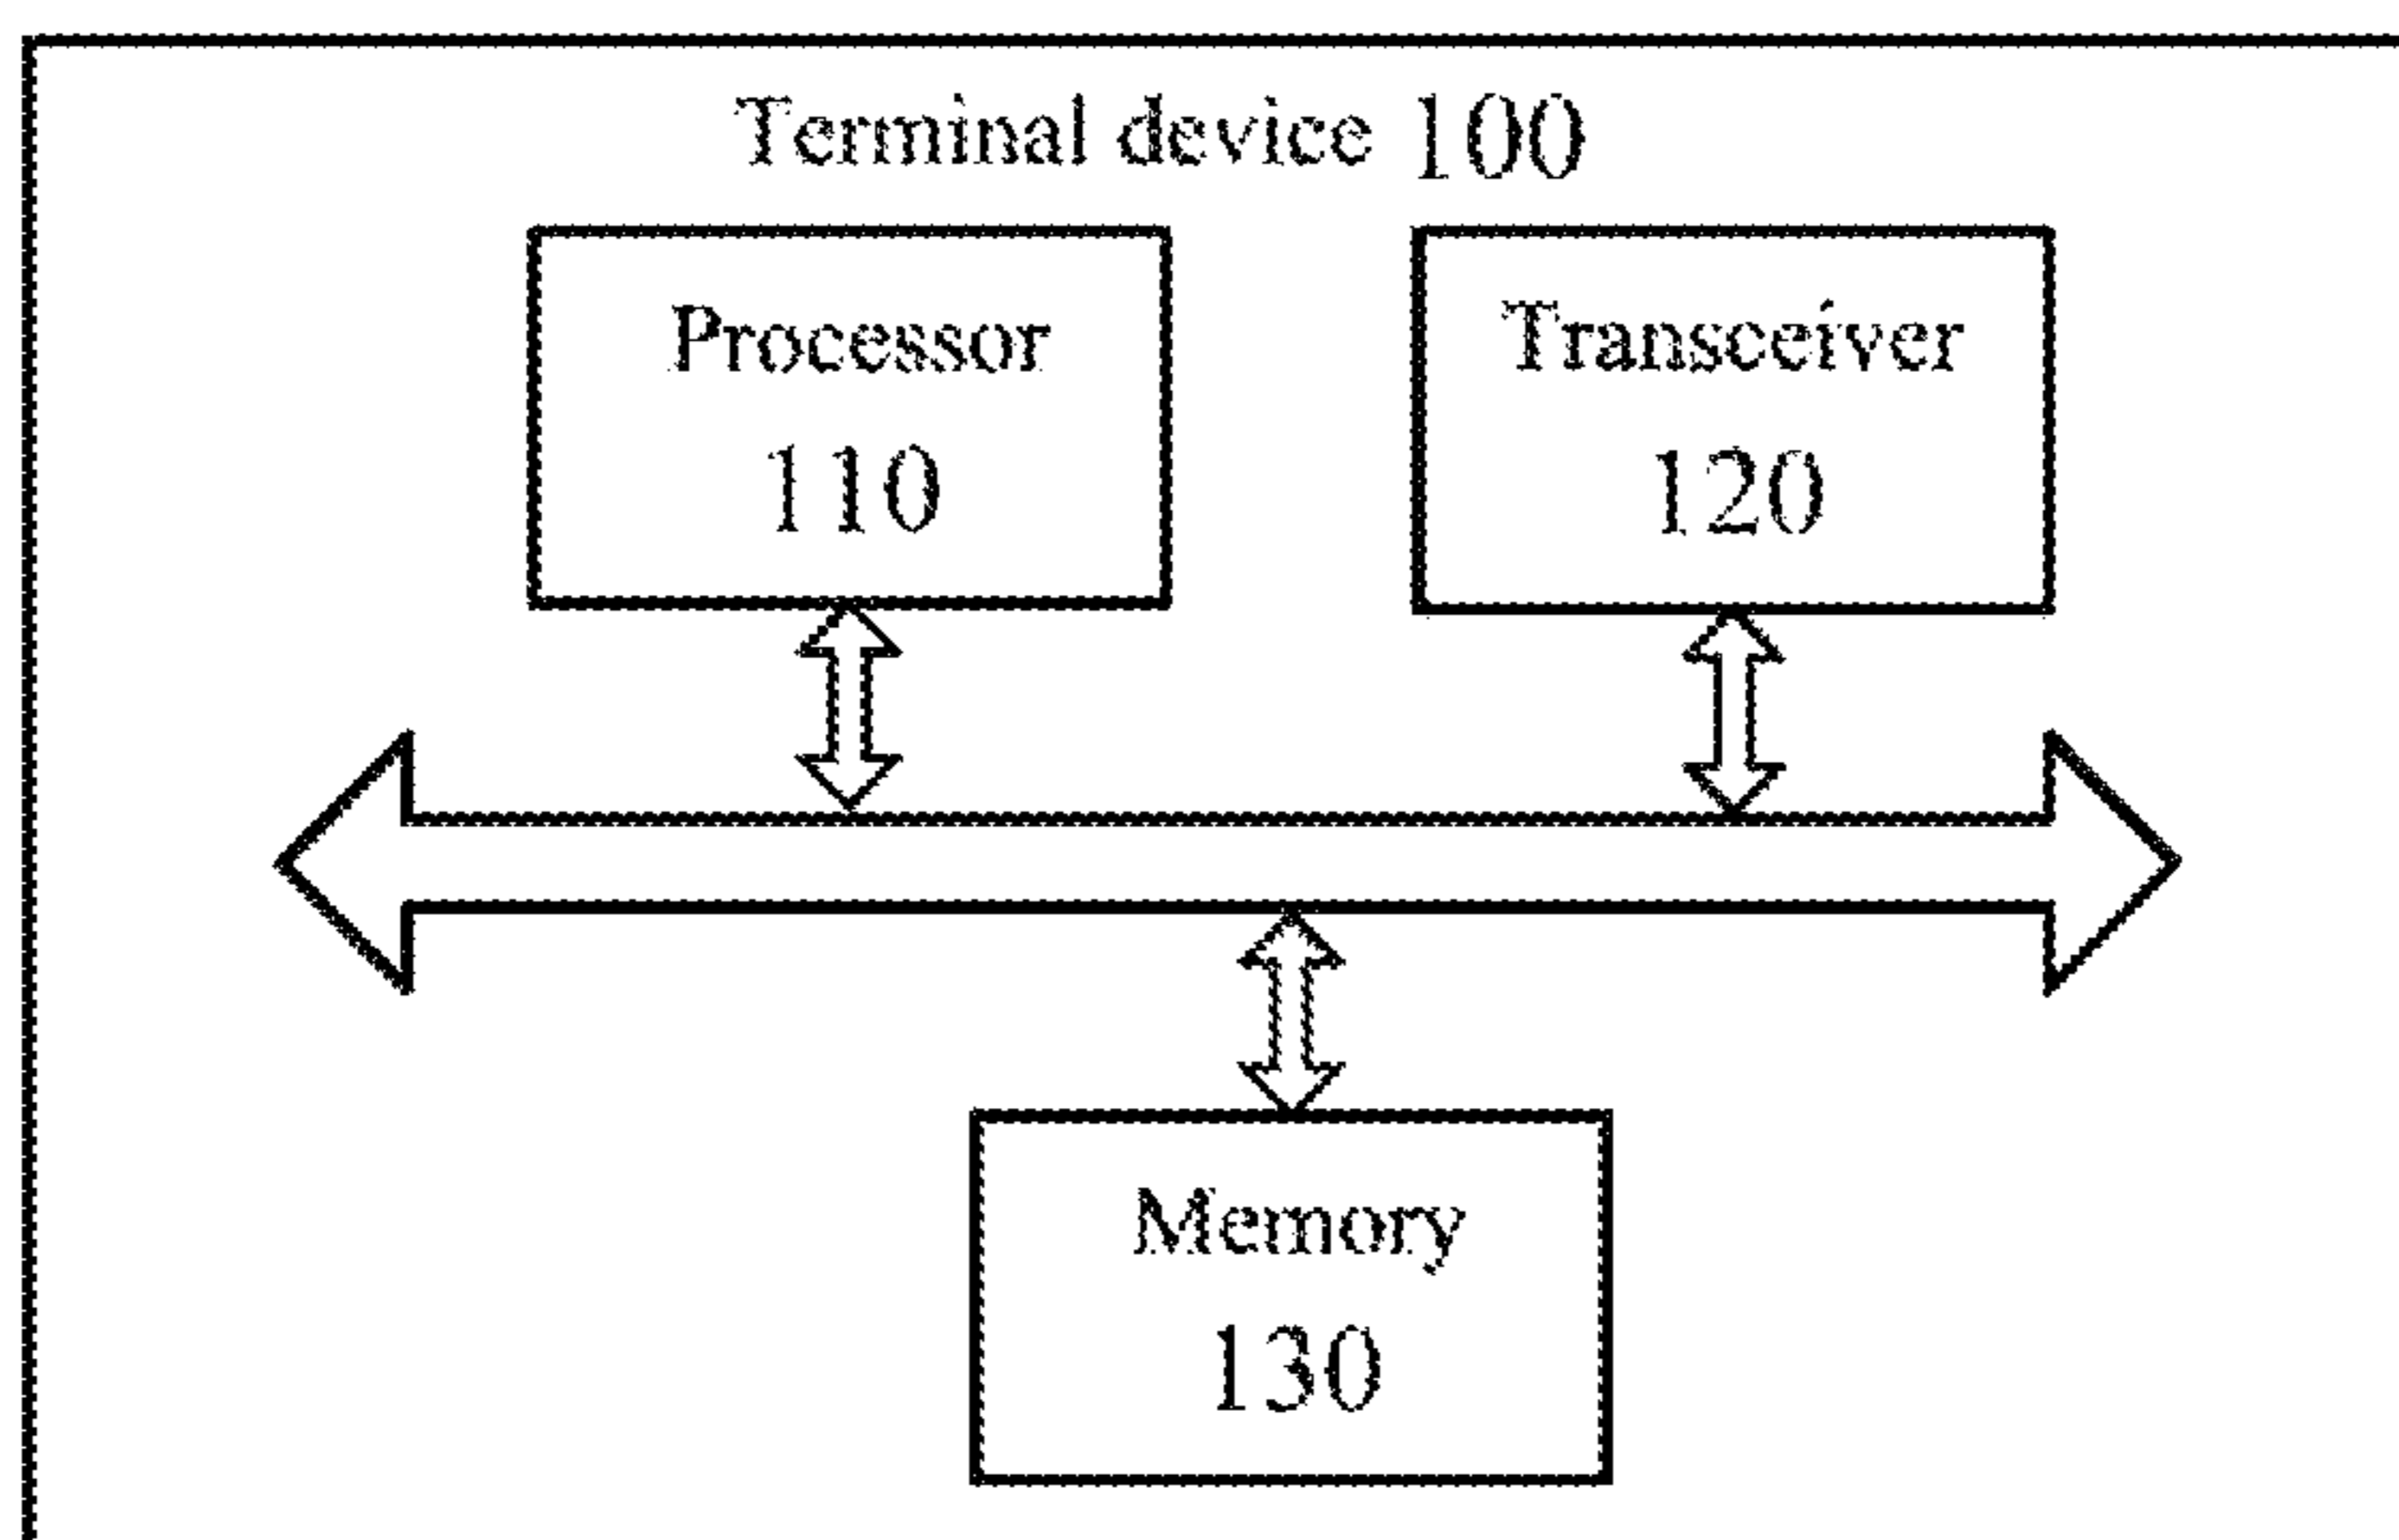 Terminal device 100
Processor
110
Transceiver
120
Memory
130